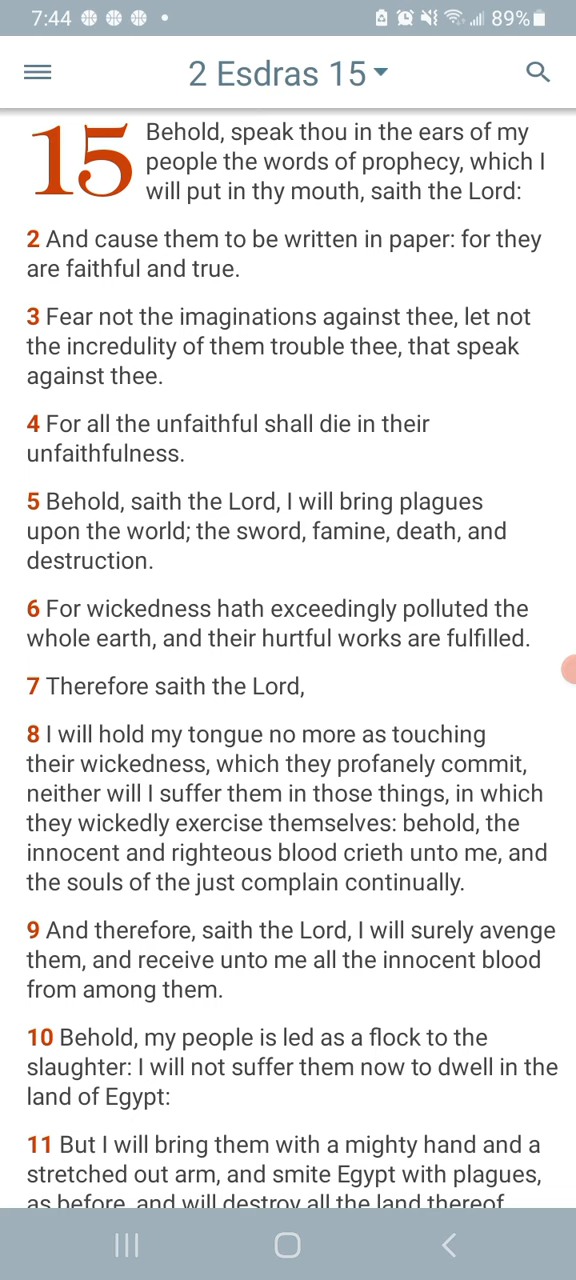 7:44
89%
2 Esdras 15
15 Behold, speak thou in the ears of my
people the words of prophecy, which I
will put in thy mouth, saith the Lord:
2 And cause them to be written in paper: for they
are faithful and true.
3 Fear not the imaginations against thee, let not
the incredulity of them trouble thee, that speak
against thee.
4 For all the unfaithful shall die in their
unfaithfulness.
5 Behold, saith the Lord, I will bring plagues
upon the world; the sword, famine, death, and
destruction.
6 For wickedness hath exceedingly polluted the
whole earth, and their hurtful works are fulfilled.
7 Therefore saith the Lord,
8 I will hold my tongue no more as touching
their wickedness, which they profanely commit,
neither will I suffer them in those things, in which
they wickedly exercise themselves: behold, the
innocent and righteous blood crieth unto me, and
the souls of the just complain continually.
9 And therefore, saith the Lord, I will surely avenge
them, and receive unto me all the innocent blood
from among them.
10 Behold, my people is led as a flock to the
slaughter: I will not suffer them now to dwell in the
land of Egypt:
11 But I will bring them with a mighty hand and a
stretched out arm, and smite Egypt with plagues,
as before, and will destroy all the land thereof.